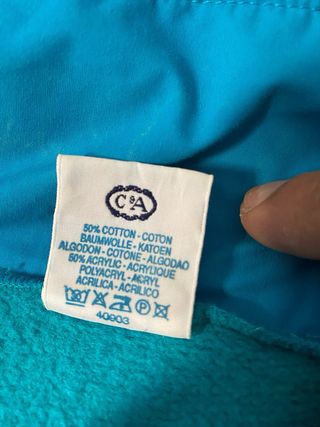 C&A
50% COTTON - COTON
BAUMWOLLE - KATOEN
ALGODON - COTONE - ALGODAO
50% ACRYLIC - ACRYLIQUE
POLYACRYL - ACRYL
ACRILICA - ACRILICO
40903